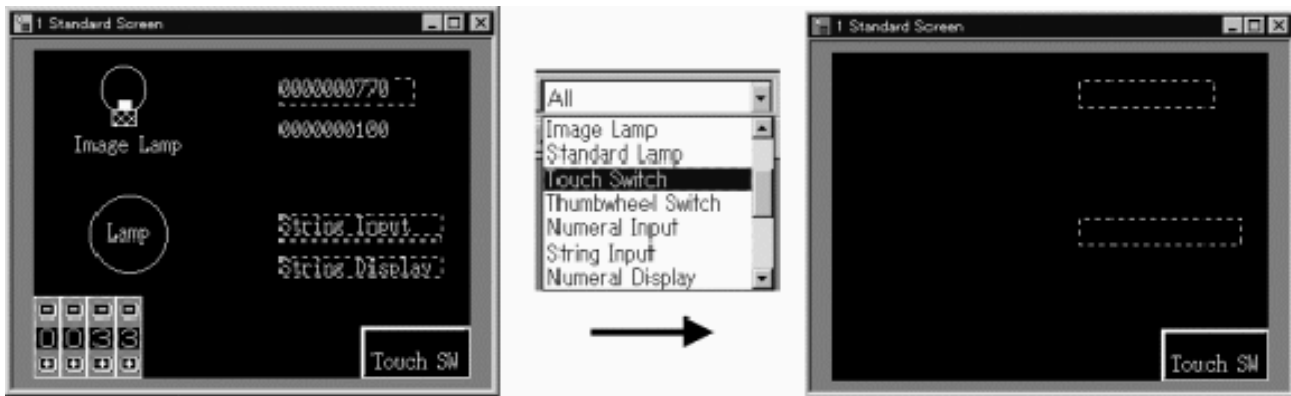 1 Standard Screen
0000000770
0000000100
Image Lamp
Lamp
String Input
String Display
0033
Touch SW
All
Image Lamp
Standard Lamp
Touch Switch
Thumbwheel Switch
Numeral Input
String Input
Numeral Display
1 Standard Screen
Touch SW